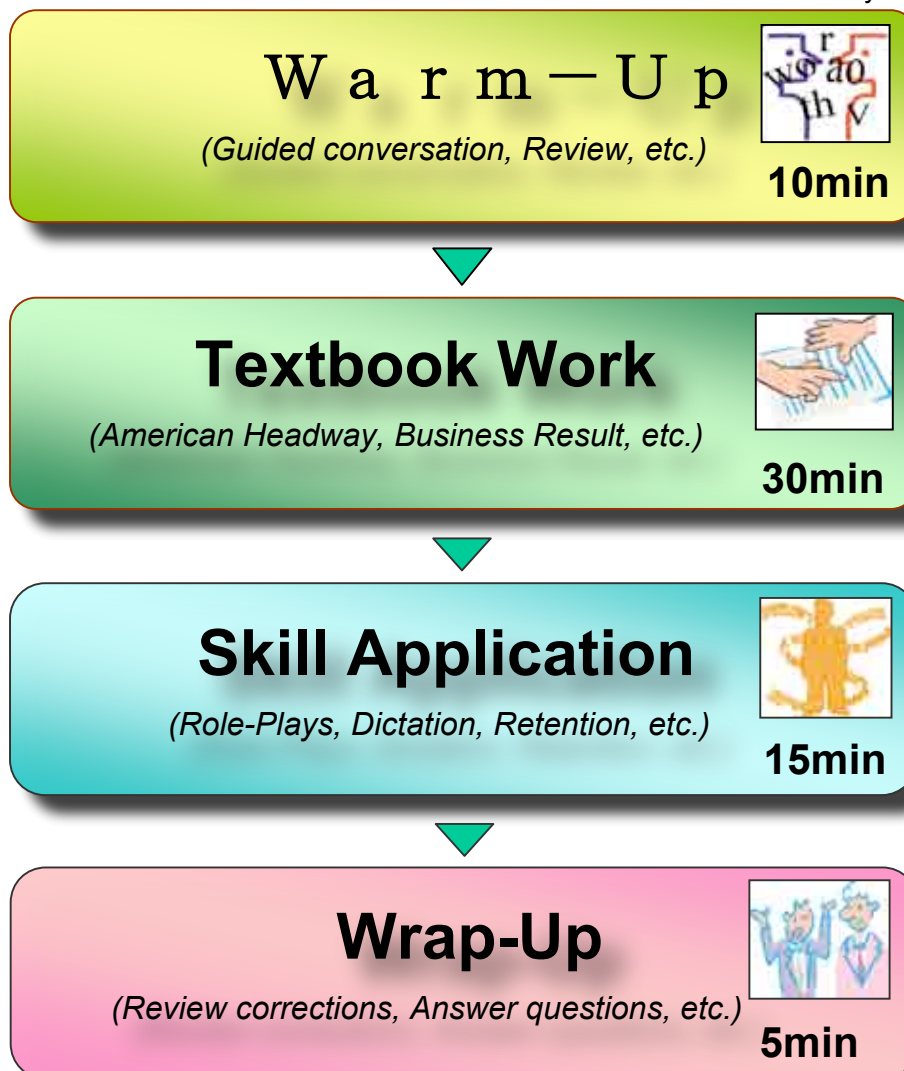 Ｗａｒｍ－Ｕｐ
(Guided conversation, Review, etc.)
10min
Textbook Work
(American Headway, Business Result, etc.)
30min
Skill Application
(Role-Plays, Dictation, Retention, etc.)
15min
Wrap-Up
(Review corrections, Answer questions, etc.)
5min